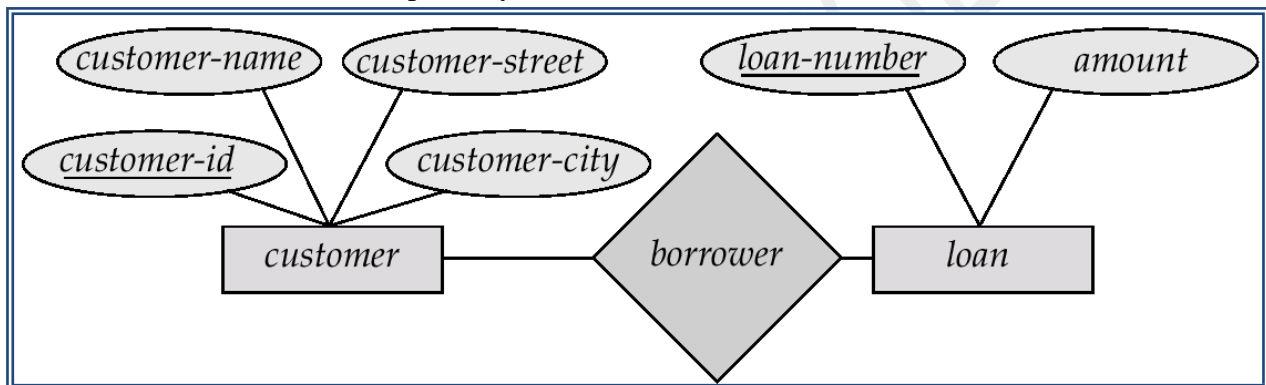 customer-name customer-street loan-number amount
customer-id customer-city
customer borrower loan